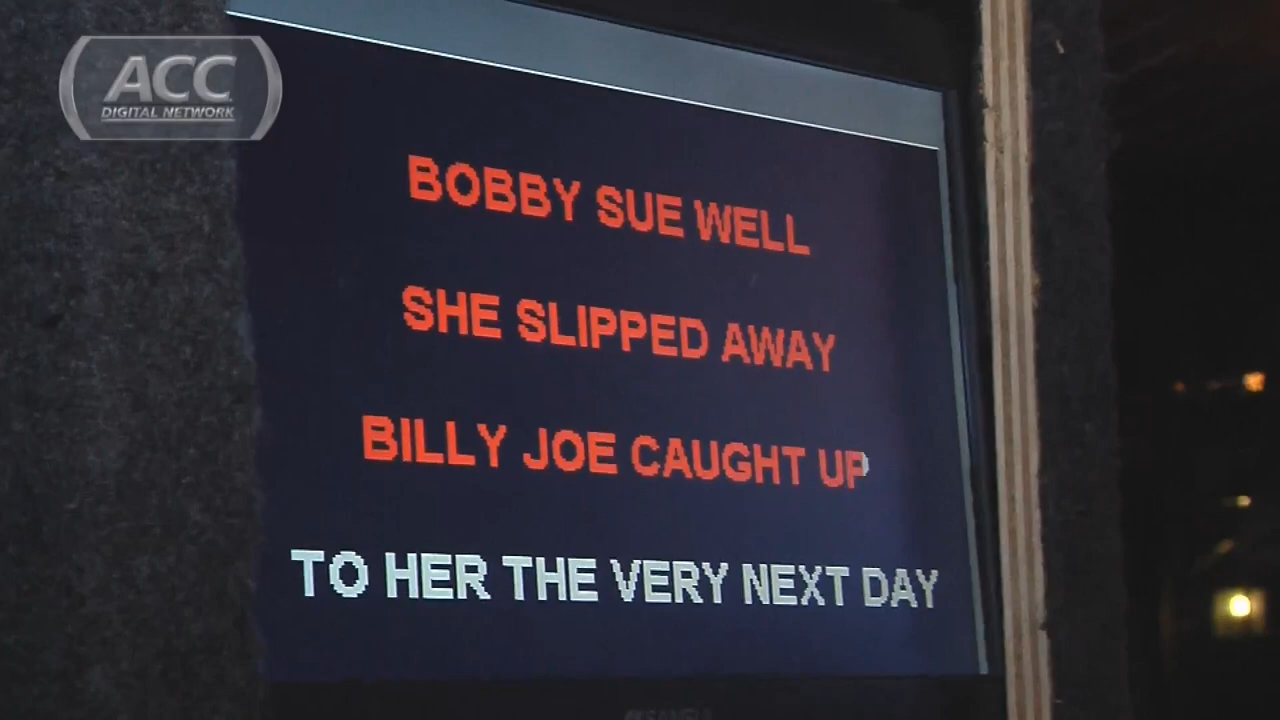 ACC
DIGITAL NETWORK
BOBBY SUE WELL
SHE SLIPPED AWAY
BILLY JOE CAUGHT UP
TO HER THE VERY NEXT DAY